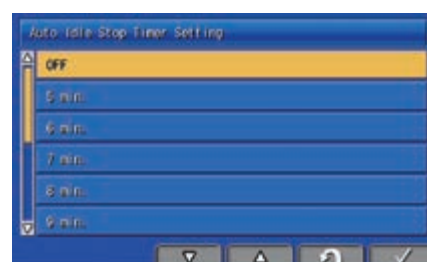 Auto Idle Stop Timer Setting
OFF
5 min.
6 min.
7 min.
8 min.
9 min.